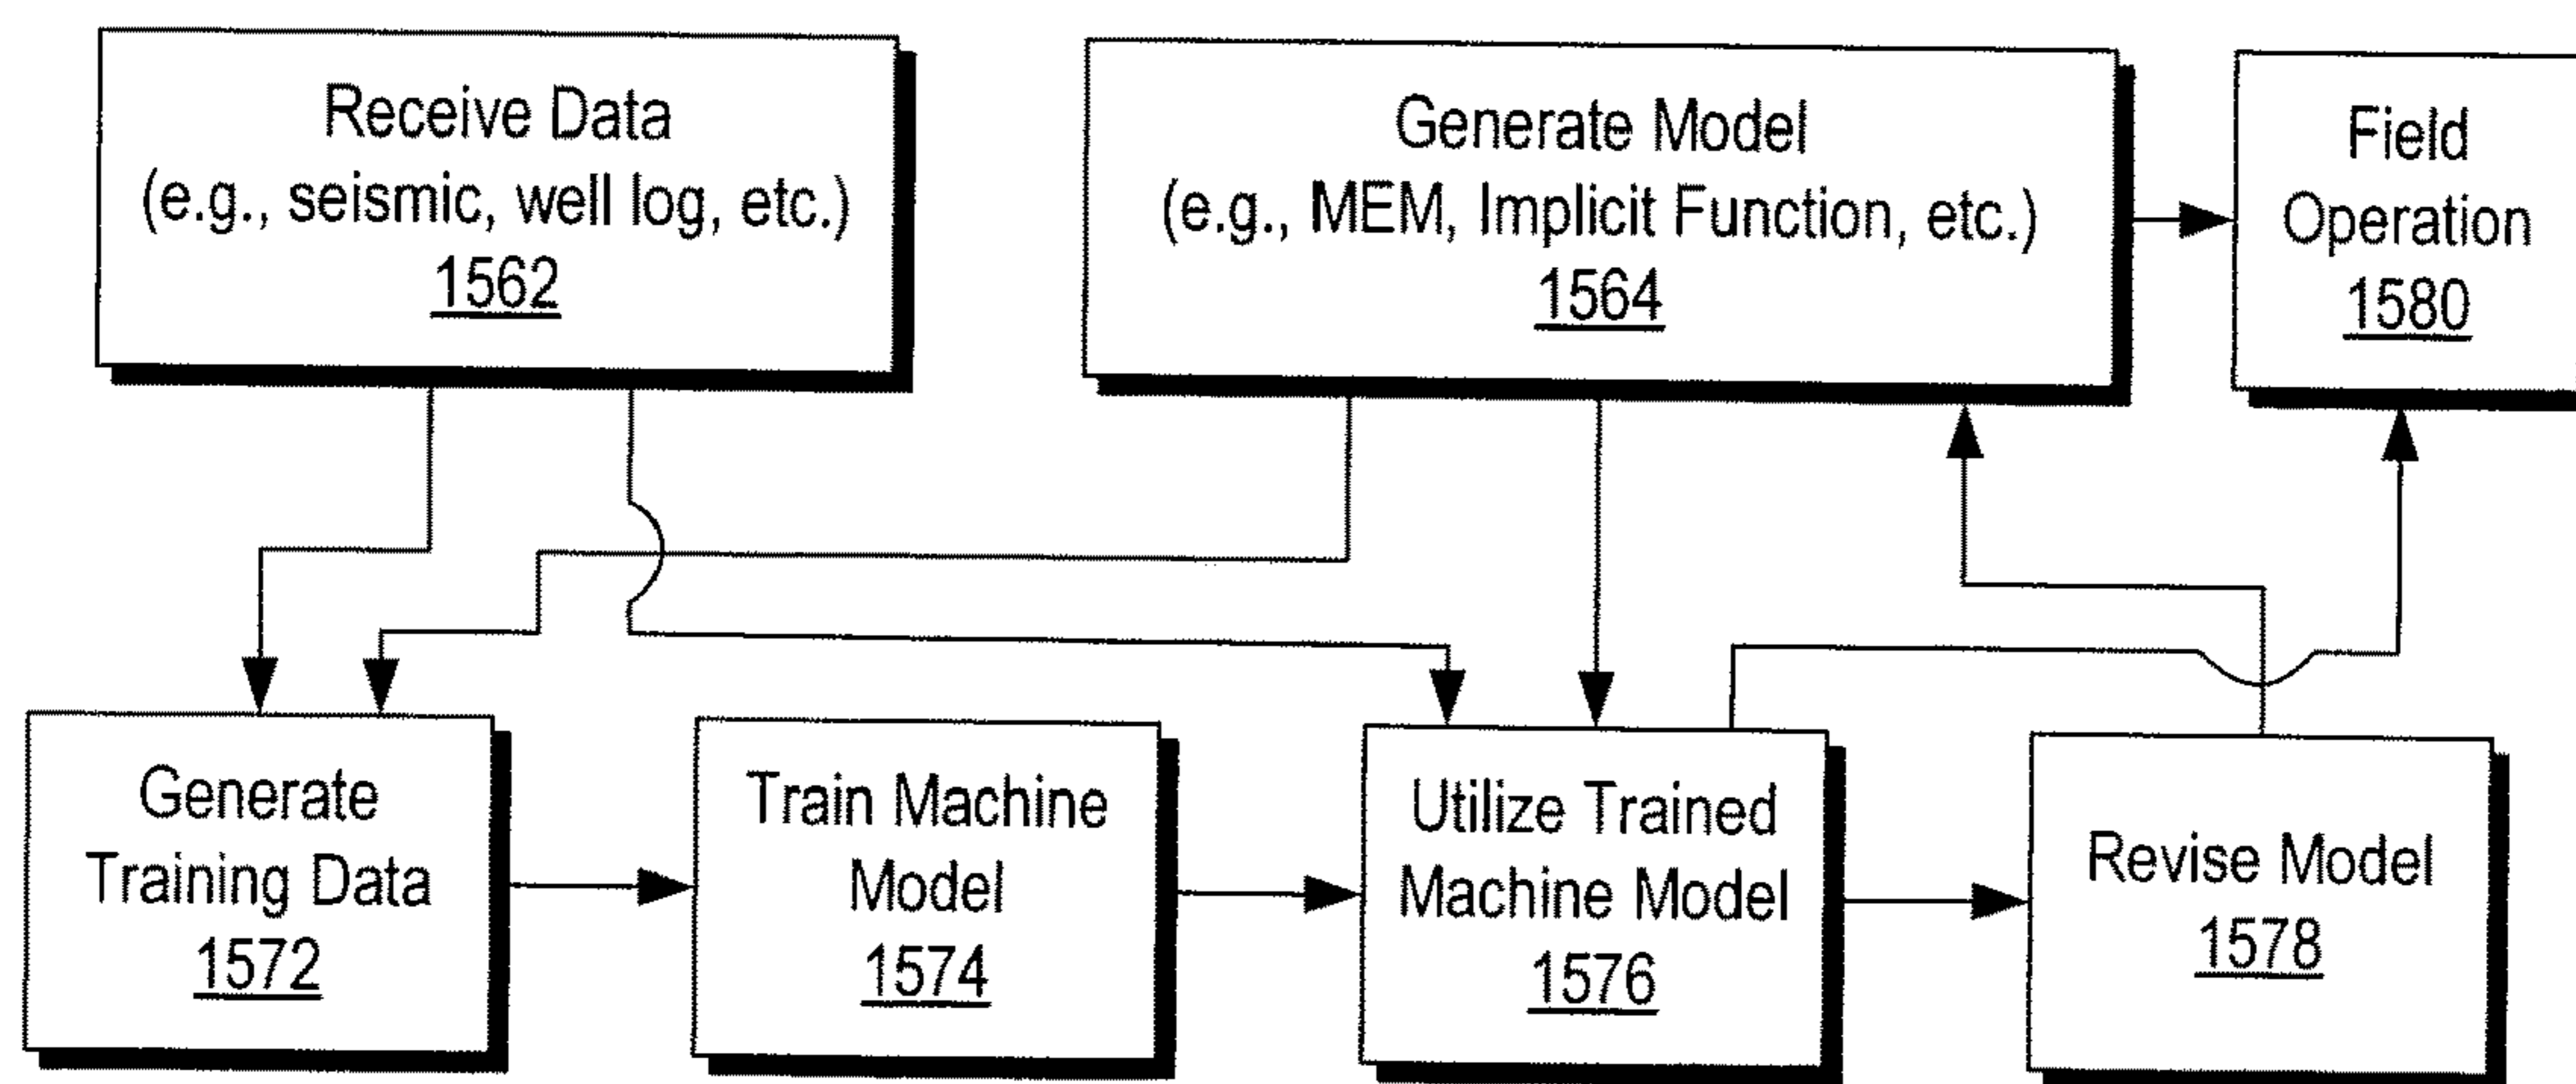 Receive Data
(e.g., seismic, well log, etc.)
1562
Generate Model
(e.g., MEM, Implicit Function, etc.)
1564
Field
Operation
1580
Generate
Training Data
1572
Train Machine
Model
1574
Utilize Trained
Machine Model
1576
Revise Model
1578